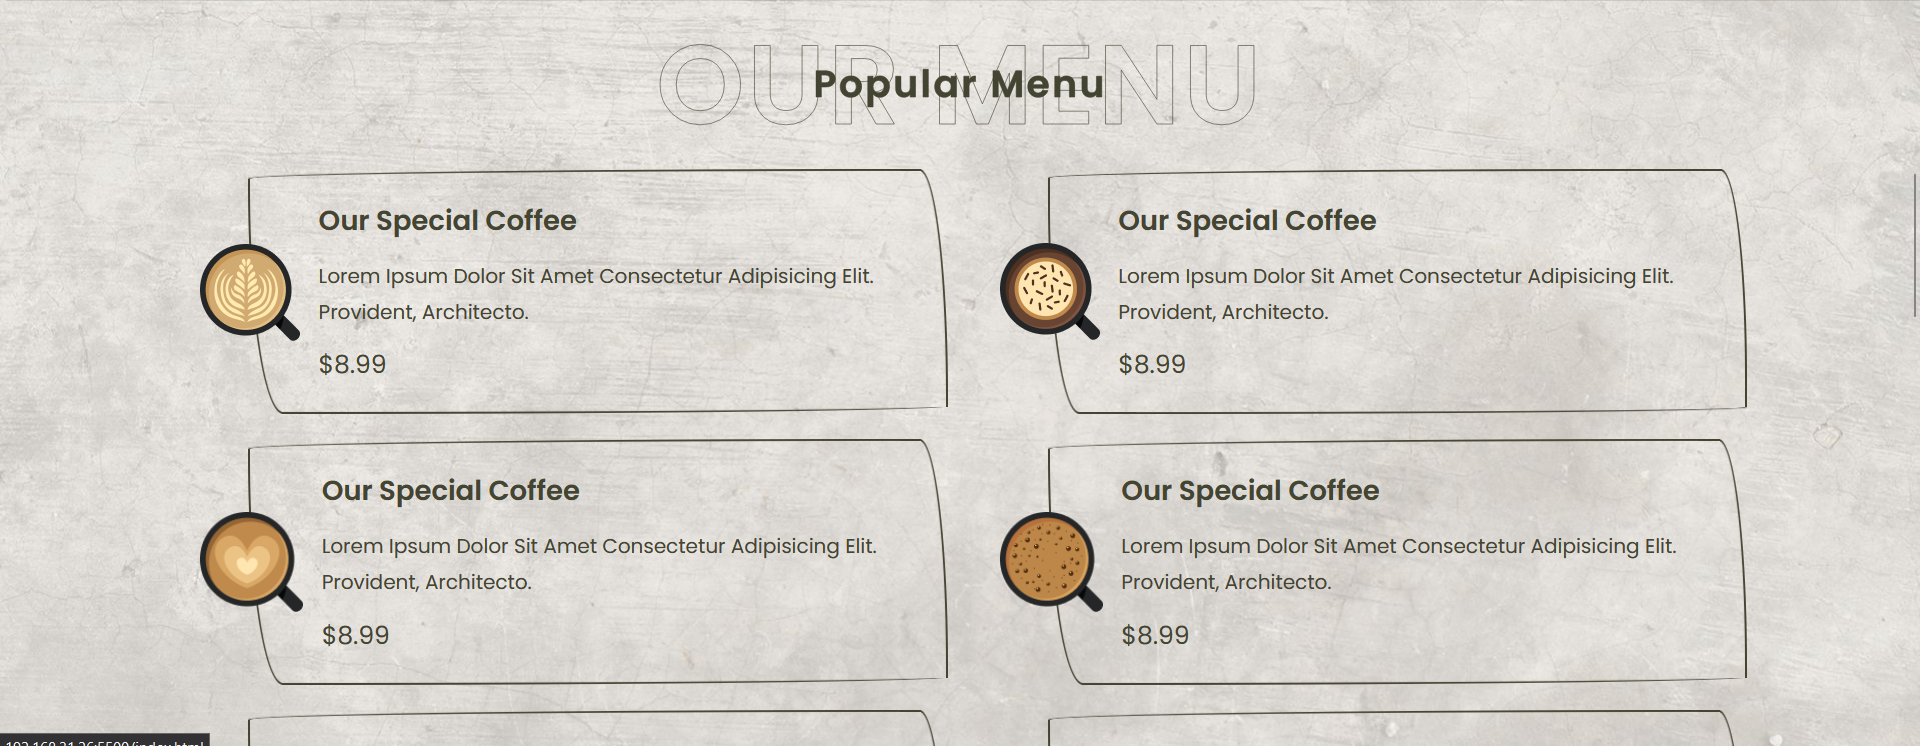 OUR MENU
Popular Menu
Our Special Coffee
Lorem Ipsum Dolor Sit Amet Consectetur Adipisicing Elit.
Provident, Architecto.
$8.99
Our Special Coffee
Lorem Ipsum Dolor Sit Amet Consectetur Adipisicing Elit.
Provident, Architecto.
$8.99
Our Special Coffee
Lorem Ipsum Dolor Sit Amet Consectetur Adipisicing Elit.
Provident, Architecto.
$8.99
Our Special Coffee
Lorem Ipsum Dolor Sit Amet Consectetur Adipisicing Elit.
Provident, Architecto.
$8.99